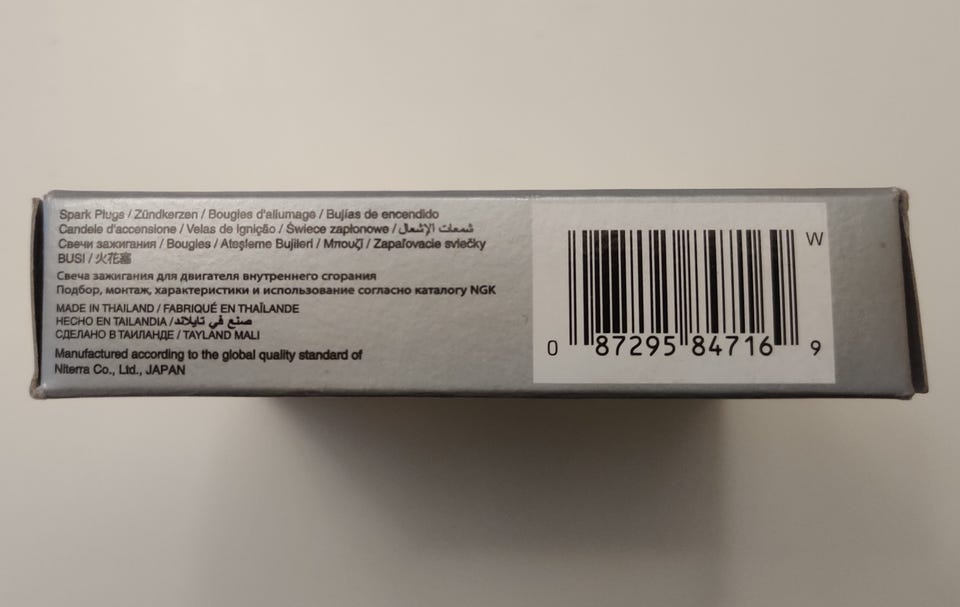 Spark Plugs / Zündkerzen / Bougies d'allumage / Bujías de encendido
Candele d'accensione / Velas de Ignição / Świece zapłonowe / شمعات الإشعال
Свечи зажигания / Bougies / Ateşleme Bujileri / Μπουζί / Zapaľovacie sviečky
BUSI / 火花塞
Свеча зажигания для двигателя внутреннего сгорания
Подбор, монтаж, характеристики и использование согласно каталогу NGK
MADE IN THAILAND / FABRIQUÉ EN THAÏLANDE
HECHO EN TAILANDIA / صنع في تايلاند
СДЕЛАНО В ТАИЛАНДЕ / TAYLAND MALI
Manufactured according to the global quality standard of
Niterra Co., Ltd., JAPAN
W
0 87295 84716 9